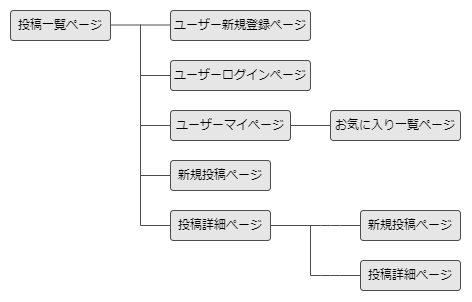 投稿一覧ページ
ユーザー新規登録ページ
ユーザーログインページ
ユーザーマイページ
お気に入り一覧ページ
新規投稿ページ
投稿詳細ページ
新規投稿ページ
投稿詳細ページ